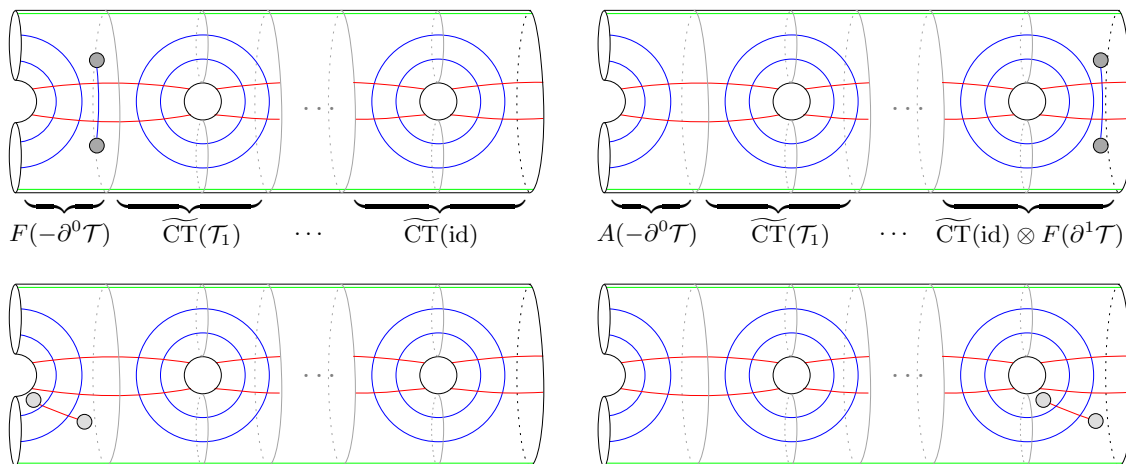 F(−∂⁰𝒯) C͠T(𝒯₁) ⋯ C͠T(id) A(−∂⁰𝒯) C͠T(𝒯₁) ⋯ C͠T(id) ⊗ F(∂¹𝒯)